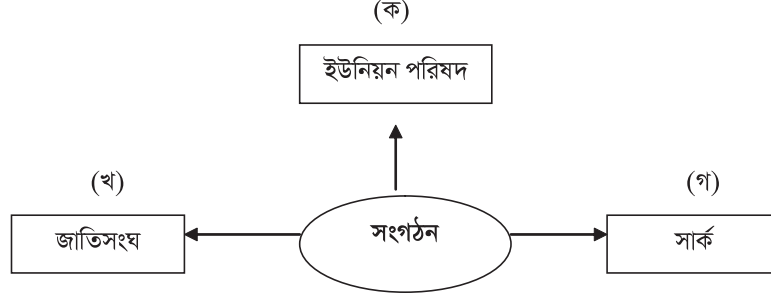 (ক)
ইউনিয়ন পরিষদ
(খ)
(গ)
জাতিসংঘ
সংগঠন
সার্ক